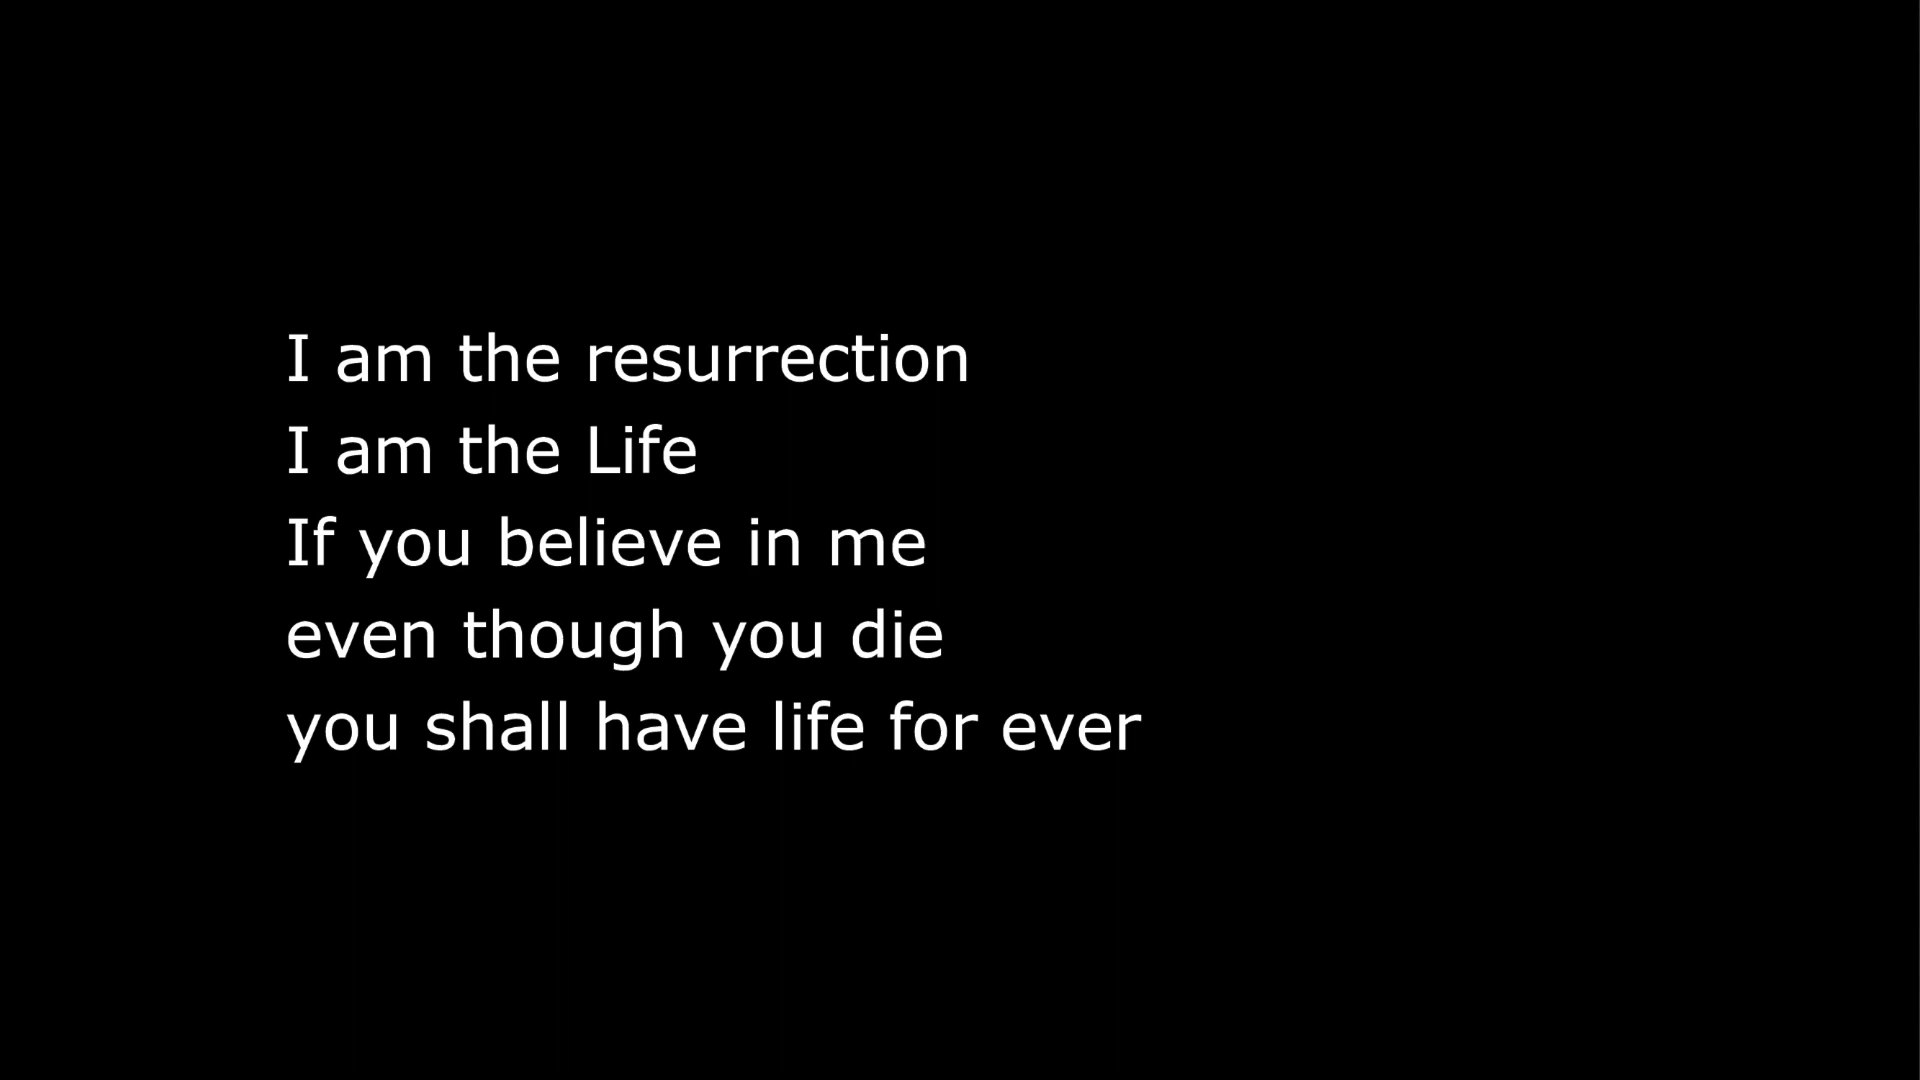 I am the resurrection
I am the Life
If you believe in me
even though you die
you shall have life for ever